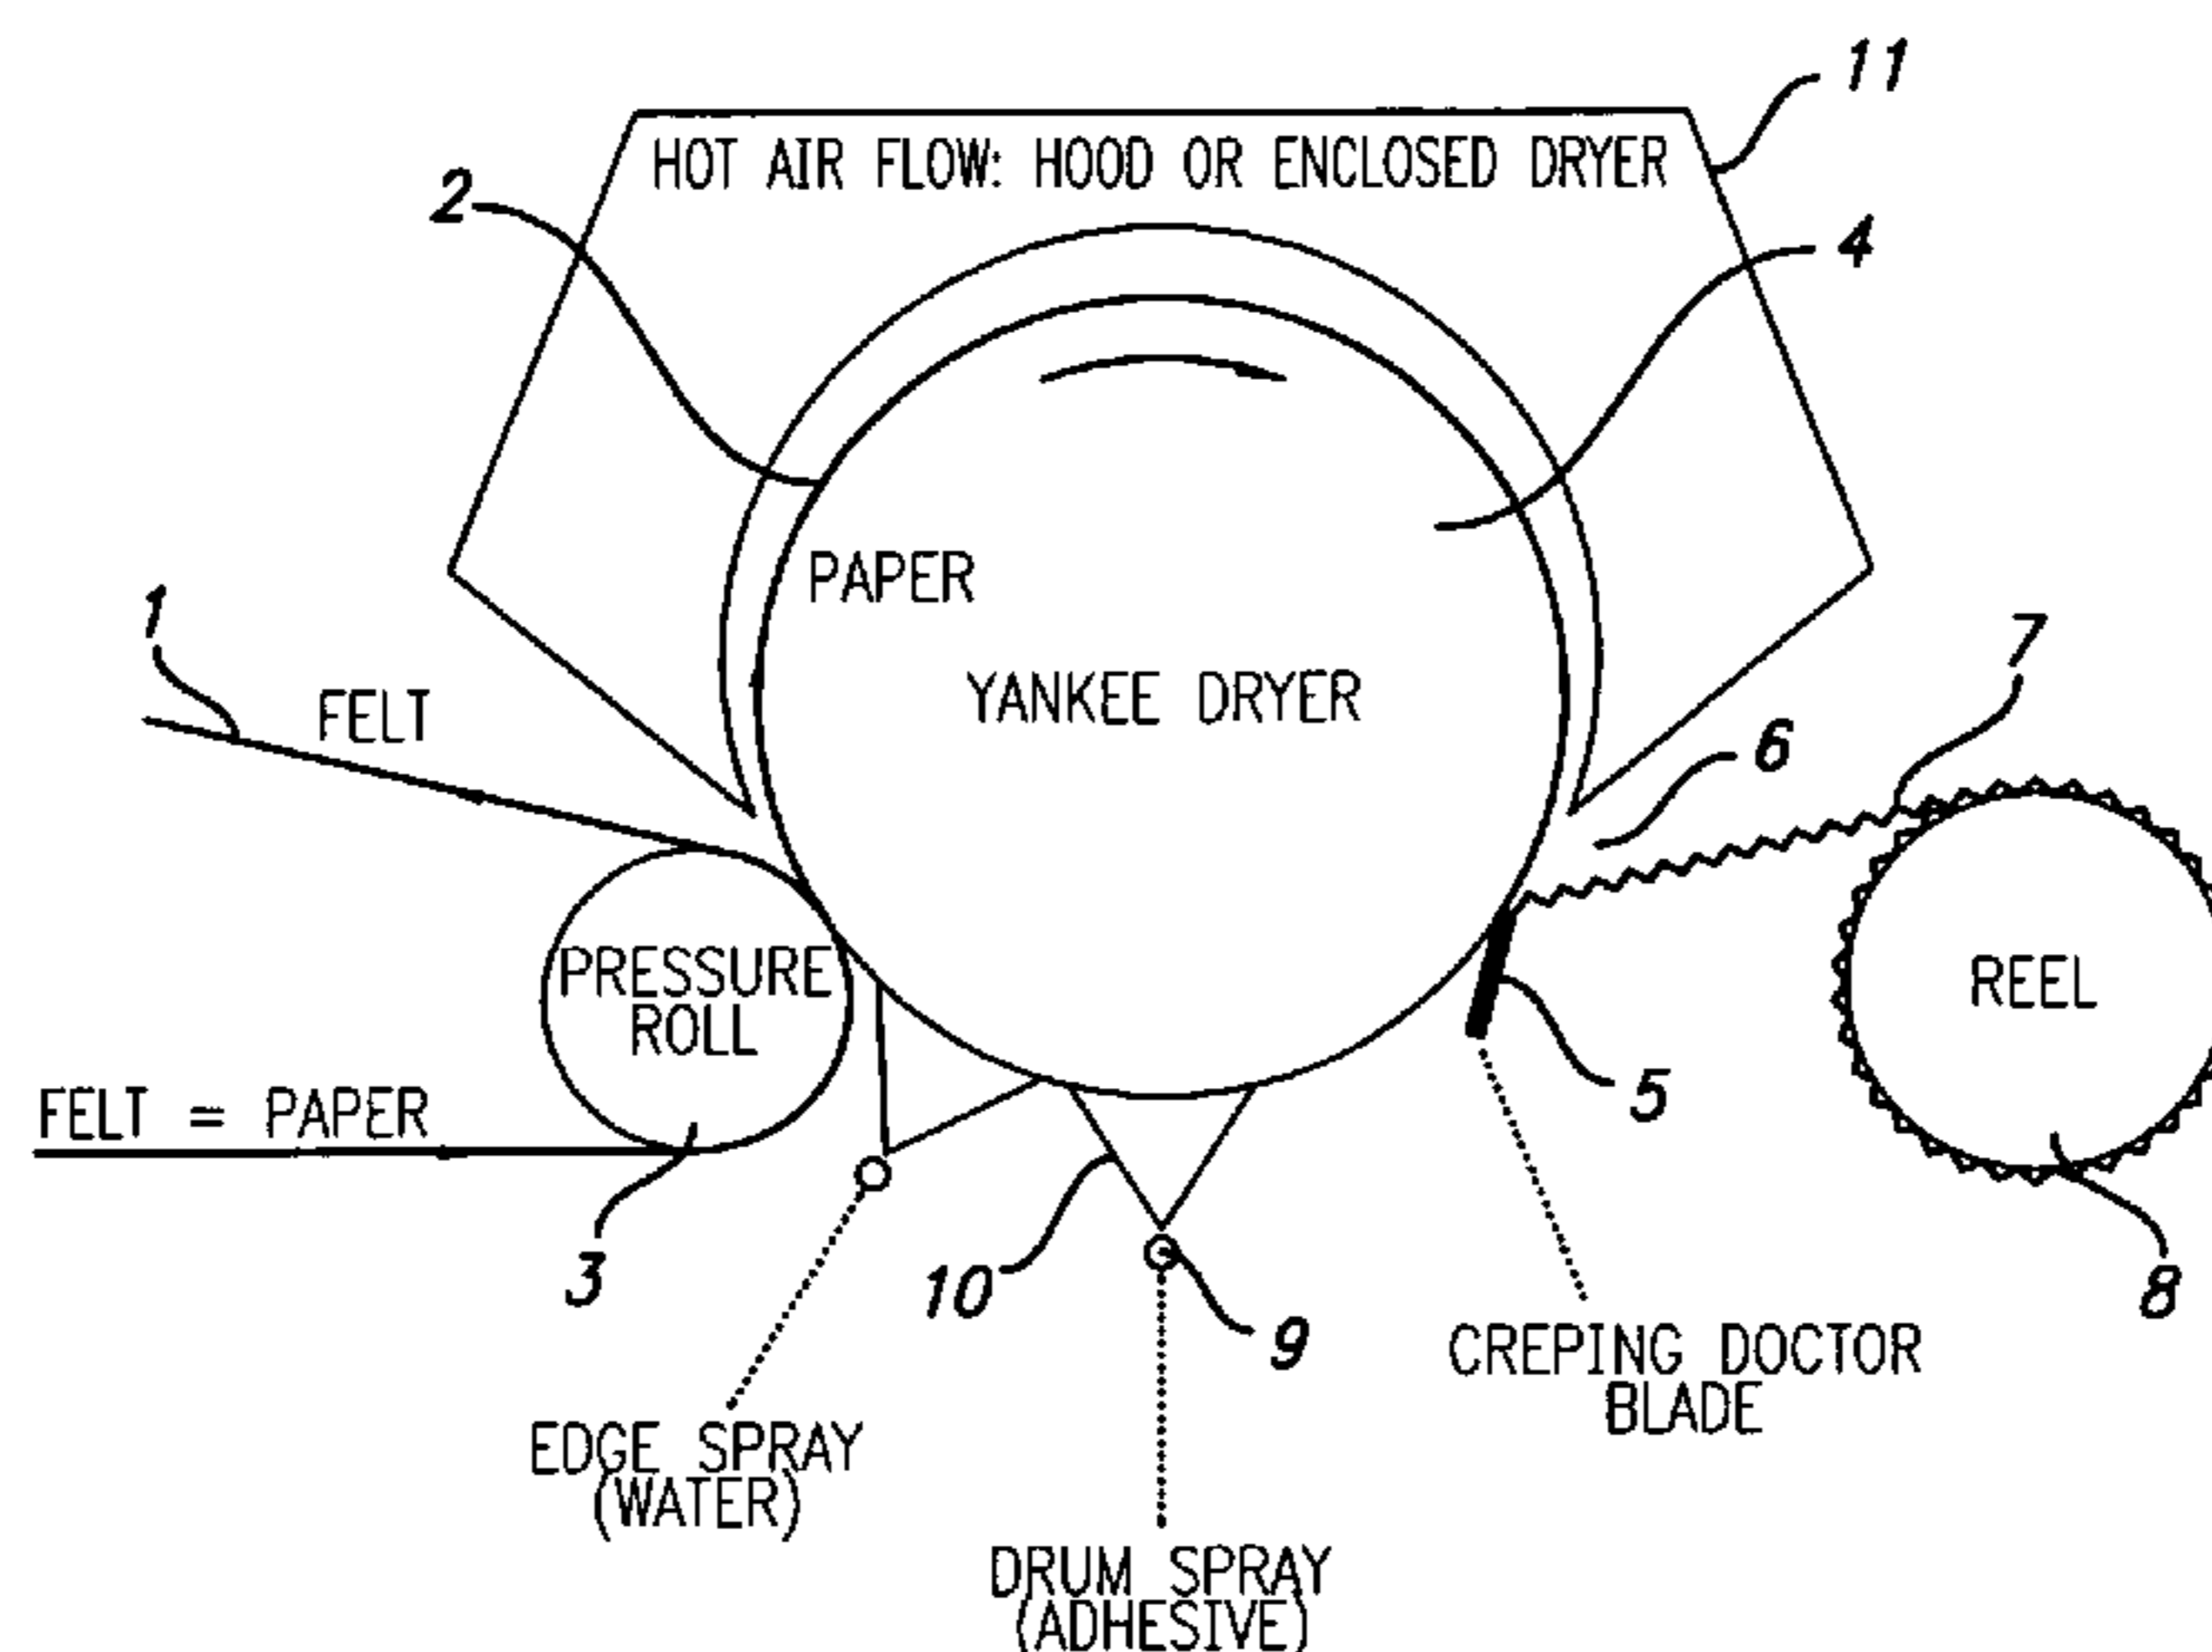 11
HOT AIR FLOW: HOOD OR ENCLOSED DRYER
2
4
PAPER
1
7
FELT
YANKEE DRYER
6
PRESSURE
ROLL
REEL
FELT = PAPER
5
3
10
9
8
CREPING DOCTOR
BLADE
EDGE SPRAY
(WATER)
DRUM SPRAY
(ADHESIVE)